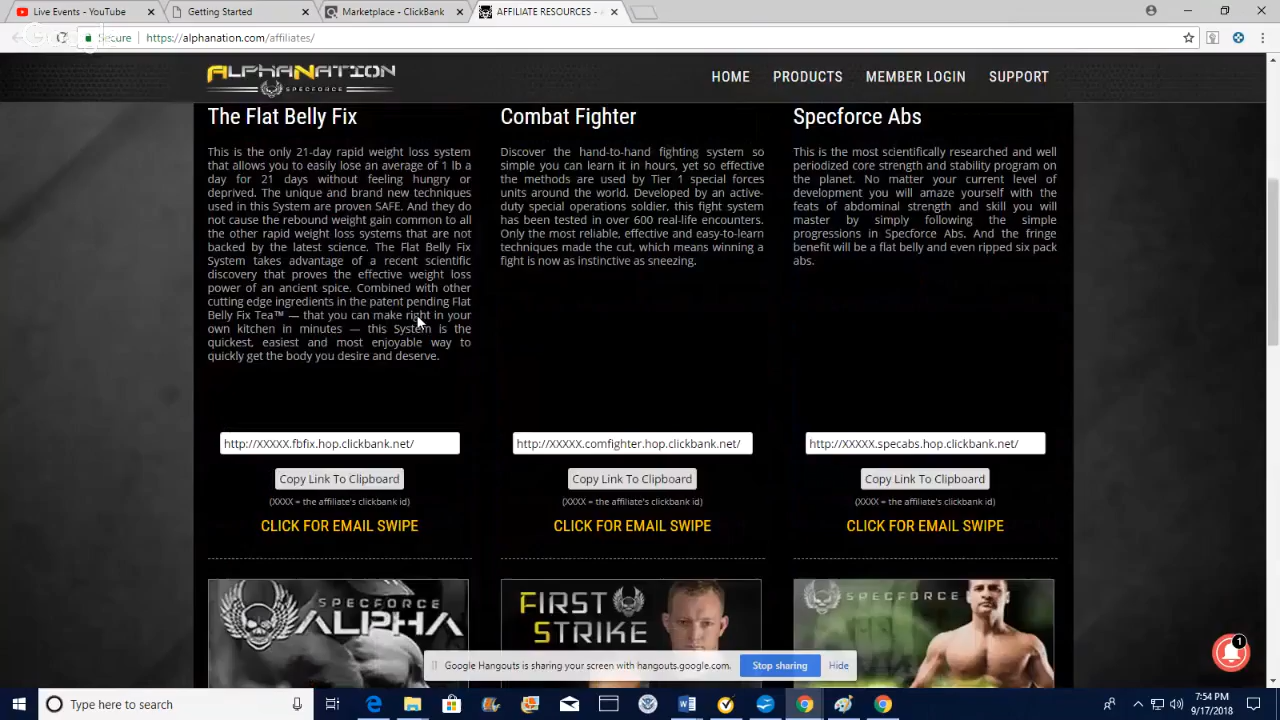 Live Events - YouTube
Getting Started
Marketplace - ClickBank
AFFILIATE RESOURCES -
Secure
https://alphanation.com/affiliates/
ALPHANATION
SPECFORCE
HOME
PRODUCTS
MEMBER LOGIN
SUPPORT
The Flat Belly Fix
This is the only 21-day rapid weight loss system
that allows you to easily lose an average of 1 lb a
day for 21 days without feeling hungry or
deprived. The unique and brand new techniques
used in this System are proven SAFE. And they do
not cause the rebound weight gain common to all
the other rapid weight loss systems that are not
backed by the latest science. The Flat Belly Fix
System takes advantage of a recent scientific
discovery that proves the effective weight loss
power of an ancient spice. Combined with other
cutting edge ingredients in the patent pending Flat
Belly Fix Tea™ — that you can make right in your
own kitchen in minutes — this System is the
quickest, easiest and most enjoyable way to
quickly get the body you desire and deserve.
http://XXXXX.fbfix.hop.clickbank.net/
Copy Link To Clipboard
(XXXX = the affiliate's clickbank id)
CLICK FOR EMAIL SWIPE
Combat Fighter
Discover the hand-to-hand fighting system so
simple you can learn it in hours, yet so effective
the methods are used by Tier 1 special forces
units around the world. Developed by an active-
duty special operations soldier, this fight system
has been tested in over 600 real-life encounters.
Only the most reliable, effective and easy-to-learn
techniques made the cut, which means winning a
fight is now as instinctive as sneezing.
http://XXXXX.comfighter.hop.clickbank.net/
Copy Link To Clipboard
(XXXX = the affiliate's clickbank id)
CLICK FOR EMAIL SWIPE
Specforce Abs
This is the most scientifically researched and well
periodized core strength and stability program on
the planet. No matter your current level of
development you will amaze yourself with the
feats of abdominal strength and skill you will
master by simply following the simple
progressions in Specforce Abs. And the fringe
benefit will be a flat belly and even ripped six pack
abs.
http://XXXXX.specabs.hop.clickbank.net/
Copy Link To Clipboard
(XXXX = the affiliate's clickbank id)
CLICK FOR EMAIL SWIPE
SPECFORCE
ALPHA
FIRST
STRIKE
SPECFORCE
Google Hangouts is sharing your screen with hangouts.google.com.
Stop sharing
Hide
1
Type here to search
7:54 PM
9/17/2018